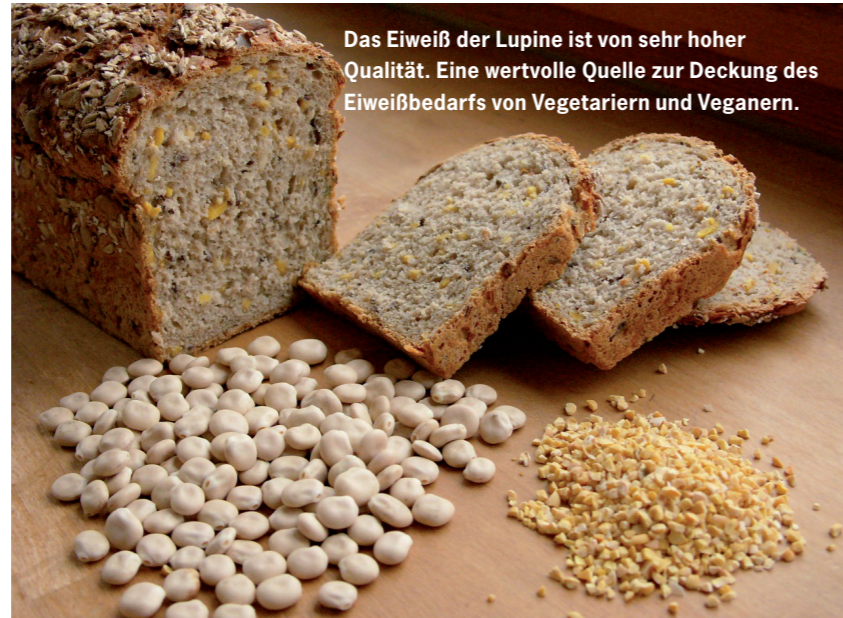 Das Eiweiß der Lupine ist von sehr hoher
Qualität. Eine wertvolle Quelle zur Deckung des
Eiweißbedarfs von Vegetariern und Veganern.